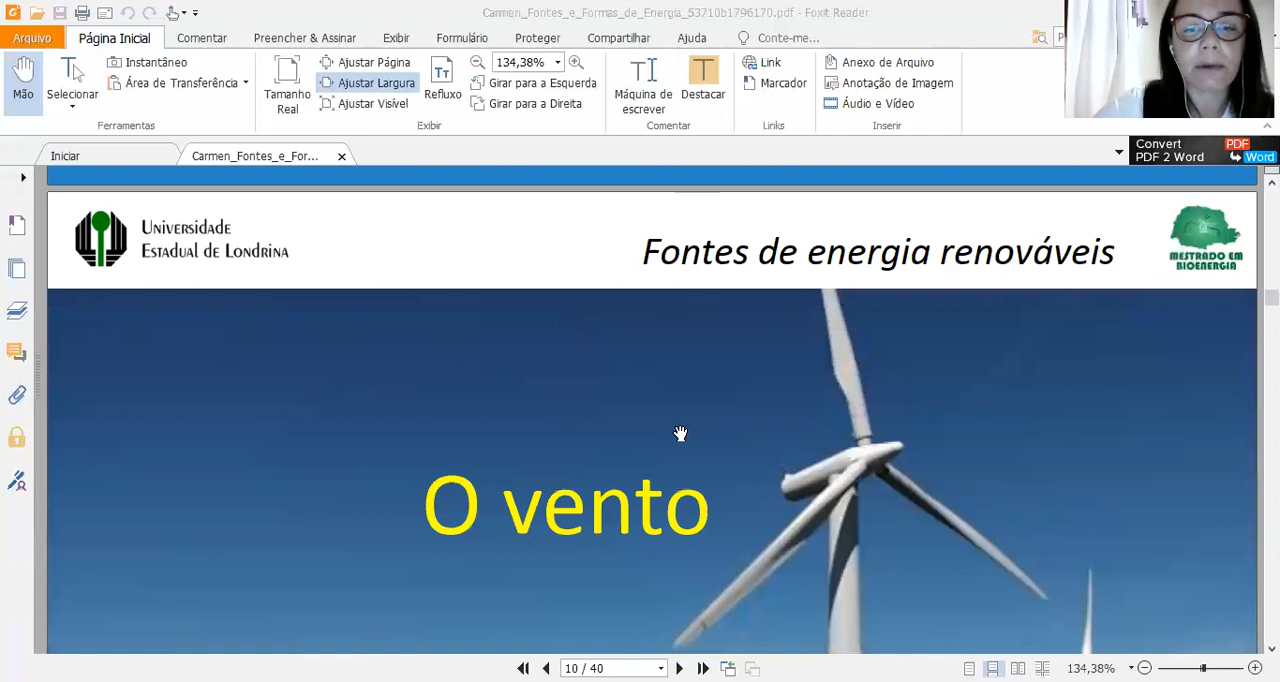 Carmen_Fontes_e_Formas_de_Energia_53710b1796170.pdf - Foxit Reader
Arquivo
Página Inicial
Comentar
Preencher & Assinar
Exibir
Formulário
Proteger
Compartilhar
Ajuda
Conte-me...
Mão
Selecionar
Instantâneo
Área de Transferência
Ferramentas
Tamanho
Real
Ajustar Página
Ajustar Largura
Ajustar Visível
Refluxo
134,38%
Girar para a Esquerda
Girar para a Direita
Exibir
Máquina de
escrever
Destacar
Comentar
Link
Marcador
Links
Anexo de Arquivo
Anotação de Imagem
Áudio e Vídeo
Inserir
Iniciar
Carmen_Fontes_e_For...
Convert
PDF 2 Word
PDF
Word
Universidade
Estadual de Londrina
Fontes de energia renováveis
MESTRADO EM
BIOENERGIA
O vento
10 / 40
134,38%